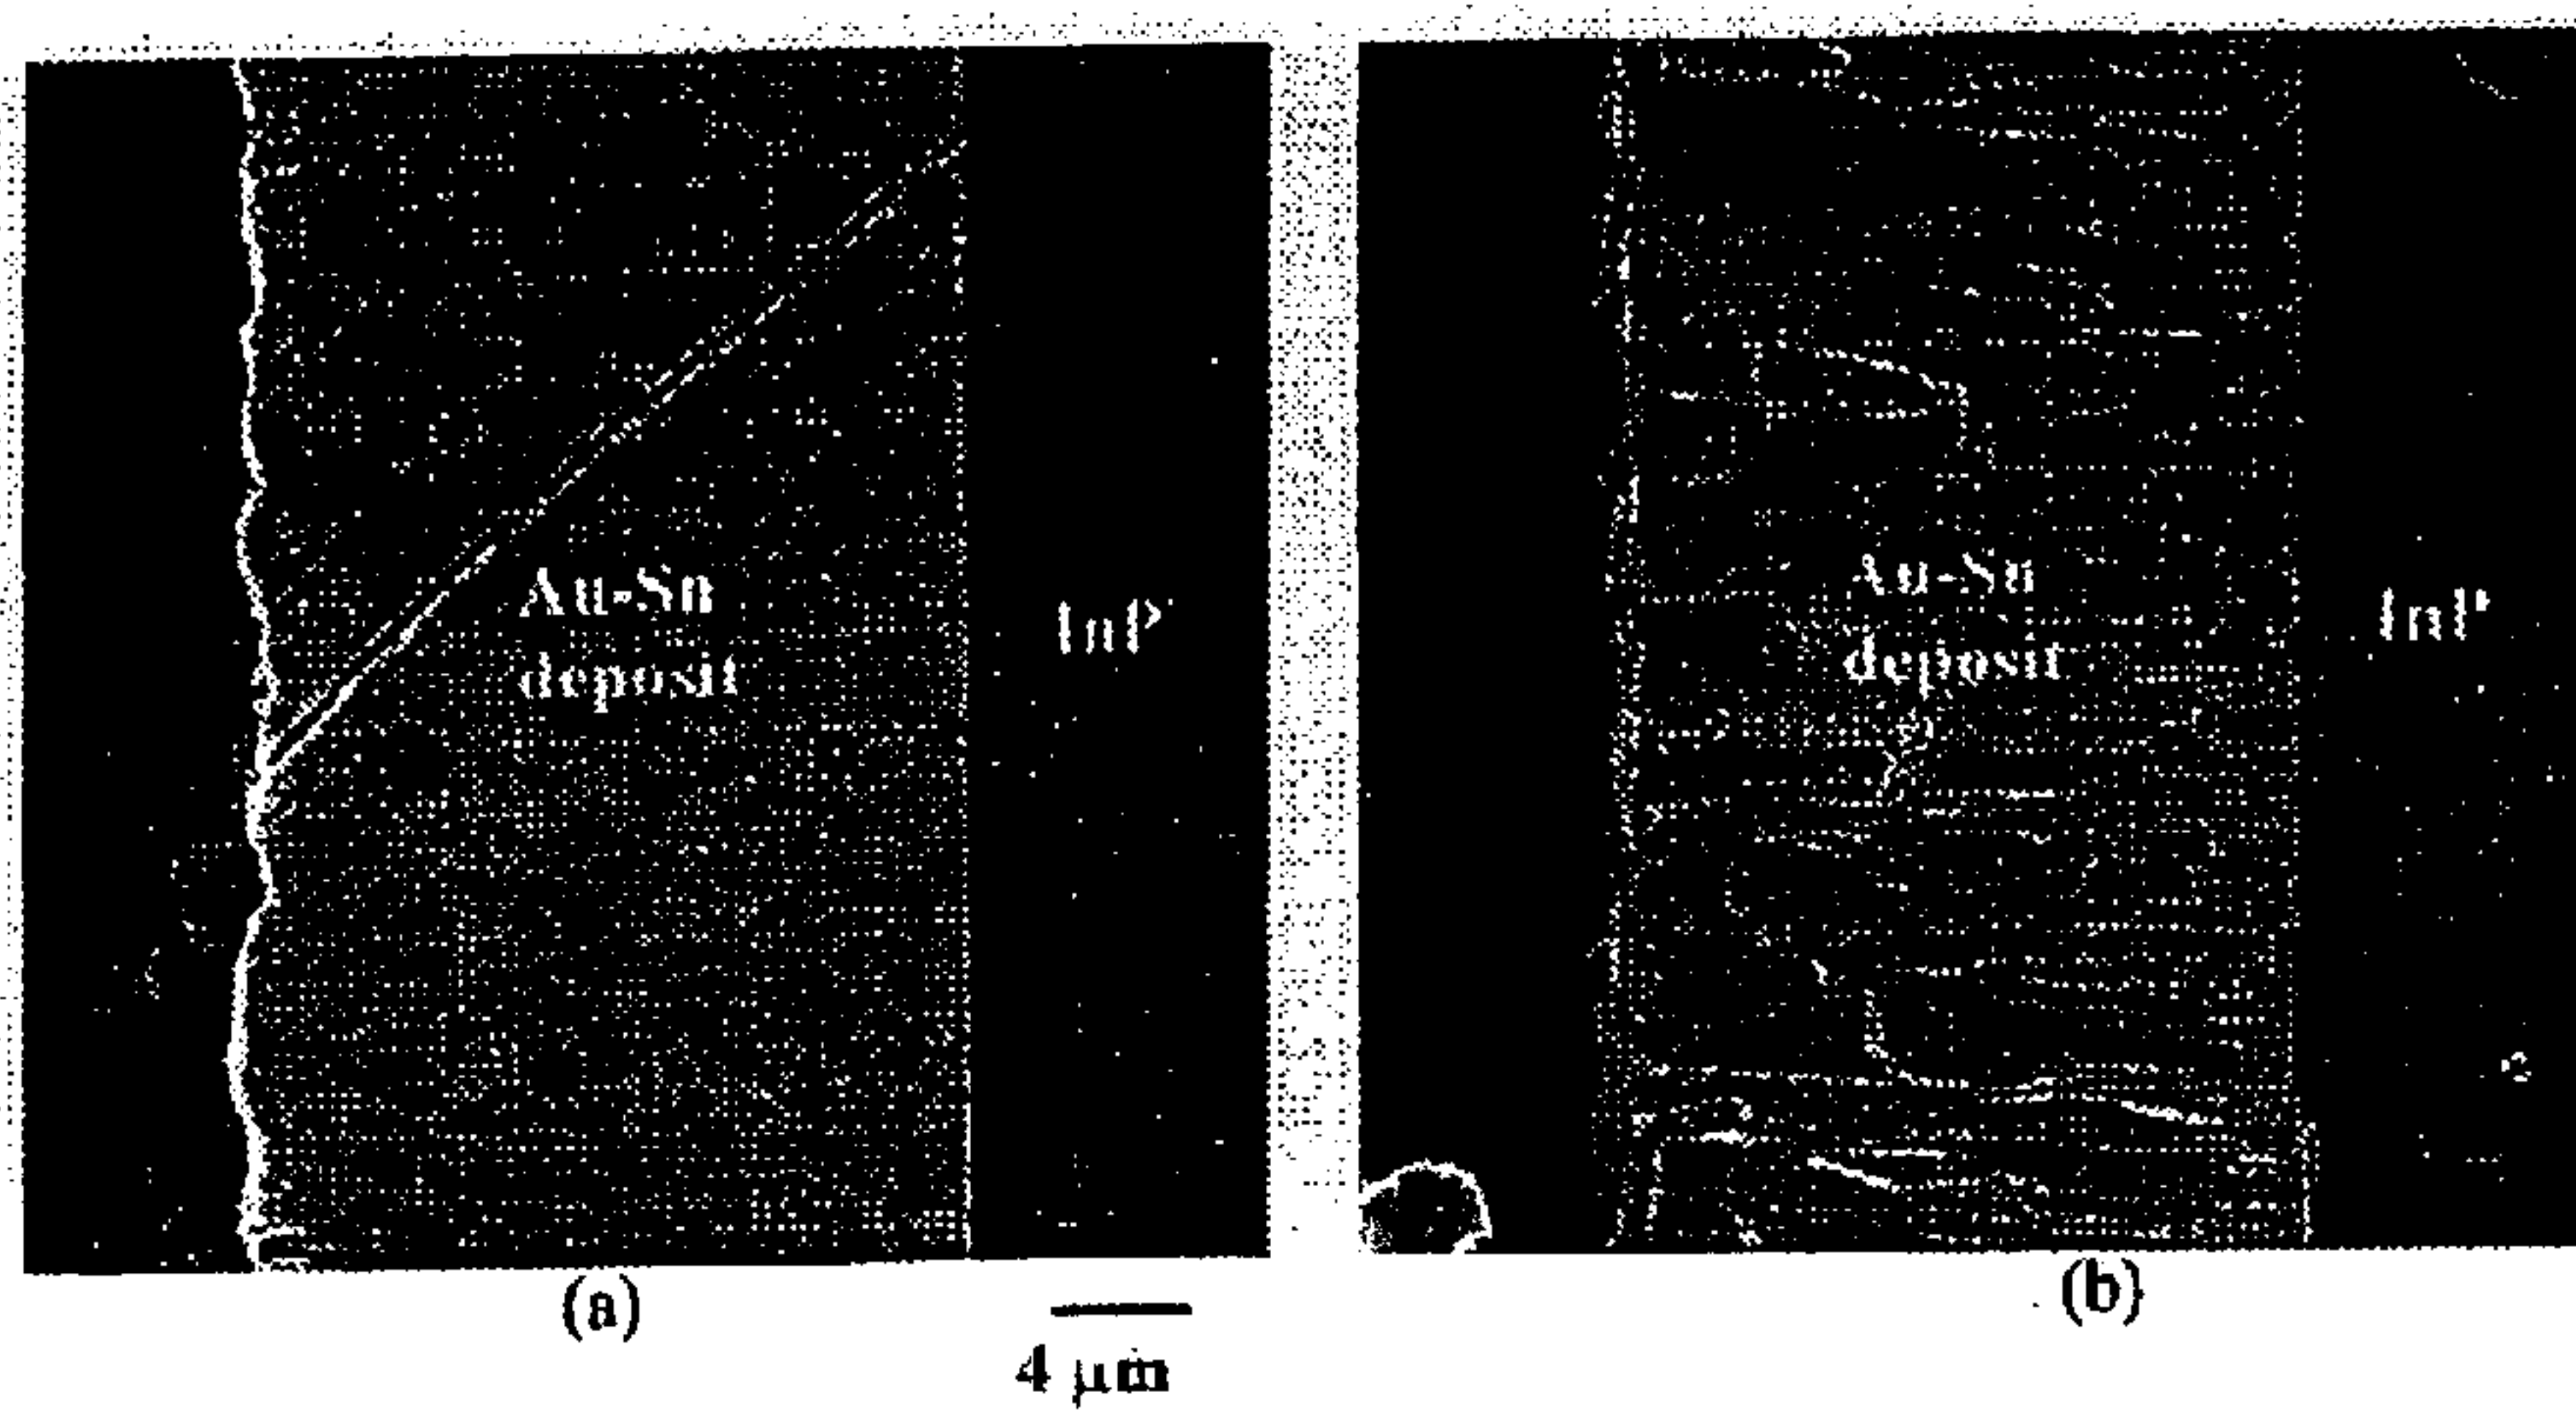 Au-Sn
deposit
InP
Au-Sn
deposit
InP
(a)
(b)
4 μm